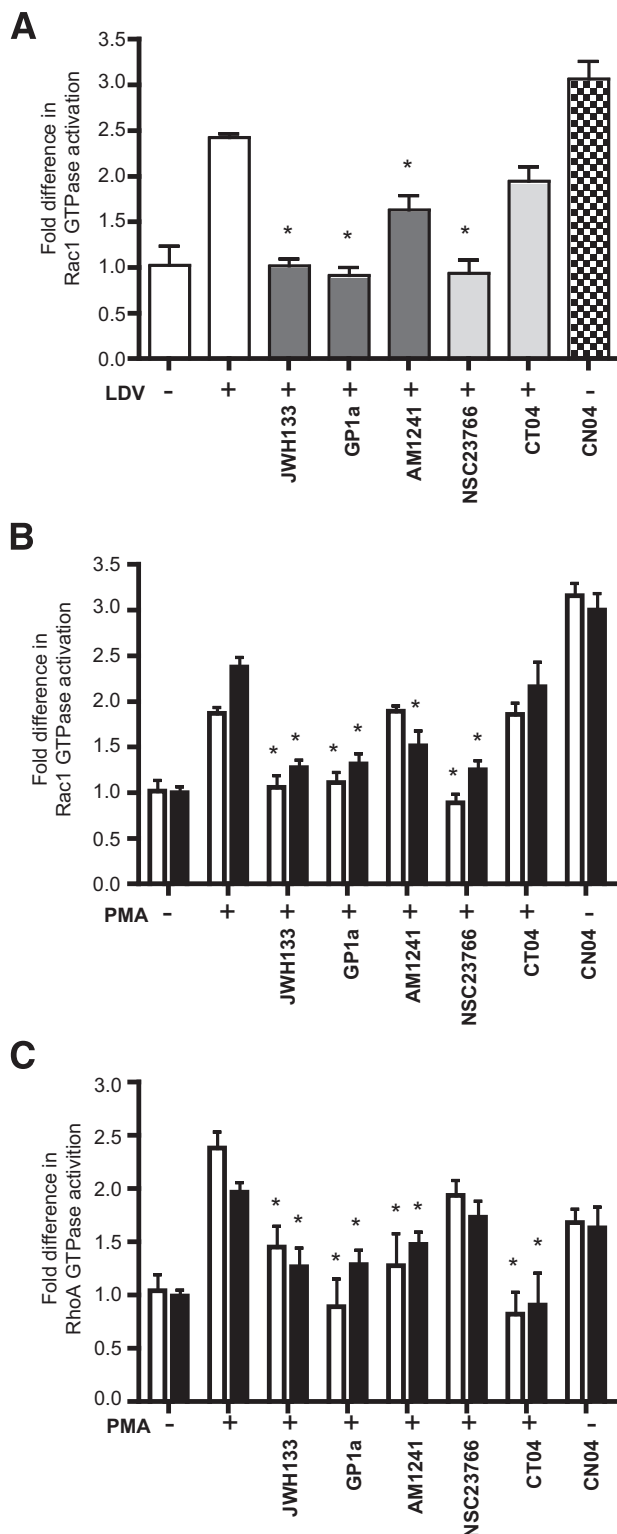 A
Fold difference in
Rac1 GTPase activation
3.5
3.0
2.5
2.0
1.5
1.0
0.5
0.0
* * * *
LDV - + + + + + + -
JWH133
GP1a
AM1241
NSC23766
CT04
CN04
B
Fold difference in
Rac1 GTPase activation
3.5
3.0
2.5
2.0
1.5
1.0
0.5
0.0
* * * * * * *
PMA - + + + + + + -
JWH133
GP1a
AM1241
NSC23766
CT04
CN04
C
Fold difference in
RhoA GTPase activition
3.0
2.5
2.0
1.5
1.0
0.5
0.0
* * * * * * * *
PMA - + + + + + + -
JWH133
GP1a
AM1241
NSC23766
CT04
CN04